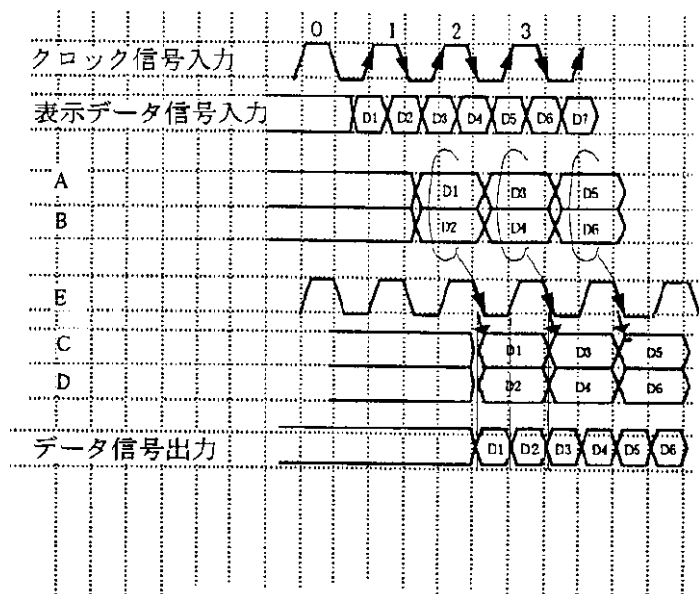 0 1 2 3
クロック信号入力
表示データ信号入力 D1 D2 D3 D4 D5 D6 D7
A D1 D3 D5
B D2 D4 D6
E
C D1 D3 D5
D D2 D4 D6
データ信号出力 D1 D2 D3 D4 D5 D6